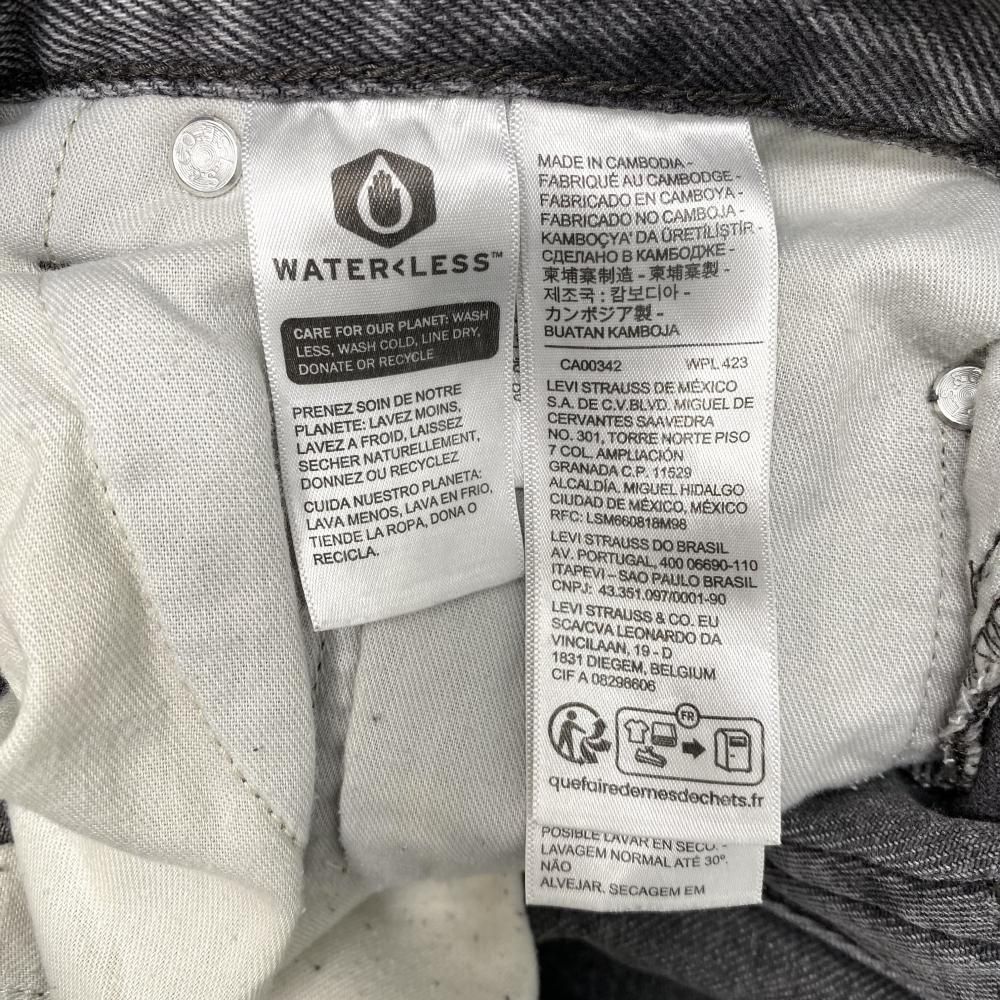 WATER<LESS™
CARE FOR OUR PLANET: WASH
LESS, WASH COLD, LINE DRY,
DONATE OR RECYCLE
PRENEZ SOIN DE NOTRE
PLANETE: LAVEZ MOINS,
LAVEZ A FROID, LAISSEZ
SECHER NATURELLEMENT,
DONNEZ OU RECYCLEZ
CUIDA NUESTRO PLANETA:
LAVA MENOS, LAVA EN FRIO,
TIENDE LA ROPA, DONA O
RECICLA.
MADE IN CAMBODIA -
FABRIQUÉ AU CAMBODGE -
FABRICADO EN CAMBOYA -
FABRICADO NO CAMBOJA -
KAMBOÇYA' DA ÜRETİLİŞTİR -
СДЕЛАНО В КАМБОДЖЕ -
柬埔寨制造 - 柬埔寨製 -
제조국 : 캄보디아 -
カンボジア製 -
BUATAN KAMBOJA
CA00342 WPL 423
LEVI STRAUSS DE MÉXICO
S.A. DE C.V.BLVD. MIGUEL DE
CERVANTES SAAVEDRA
NO. 301, TORRE NORTE PISO
7 COL. AMPLIACIÓN
GRANADA C.P. 11529
ALCALDÍA. MIGUEL HIDALGO
CIUDAD DE MÉXICO, MÉXICO
RFC: LSM660818M98
LEVI STRAUSS DO BRASIL
AV. PORTUGAL, 400 06690-110
ITAPEVI – SAO PAULO BRASIL
CNPJ: 43.351.097/0001-90
LEVI STRAUSS & CO. EU
SCA/CVA LEONARDO DA
VINCILAAN, 19 - D
1831 DIEGEM, BELGIUM
CIF A 08298606
FR
quefairedemesdechets.fr
POSIBLE LAVAR EN SECO. -
LAVAGEM NORMAL ATÉ 30º.
NÃO
ALVEJAR. SECAGEM EM